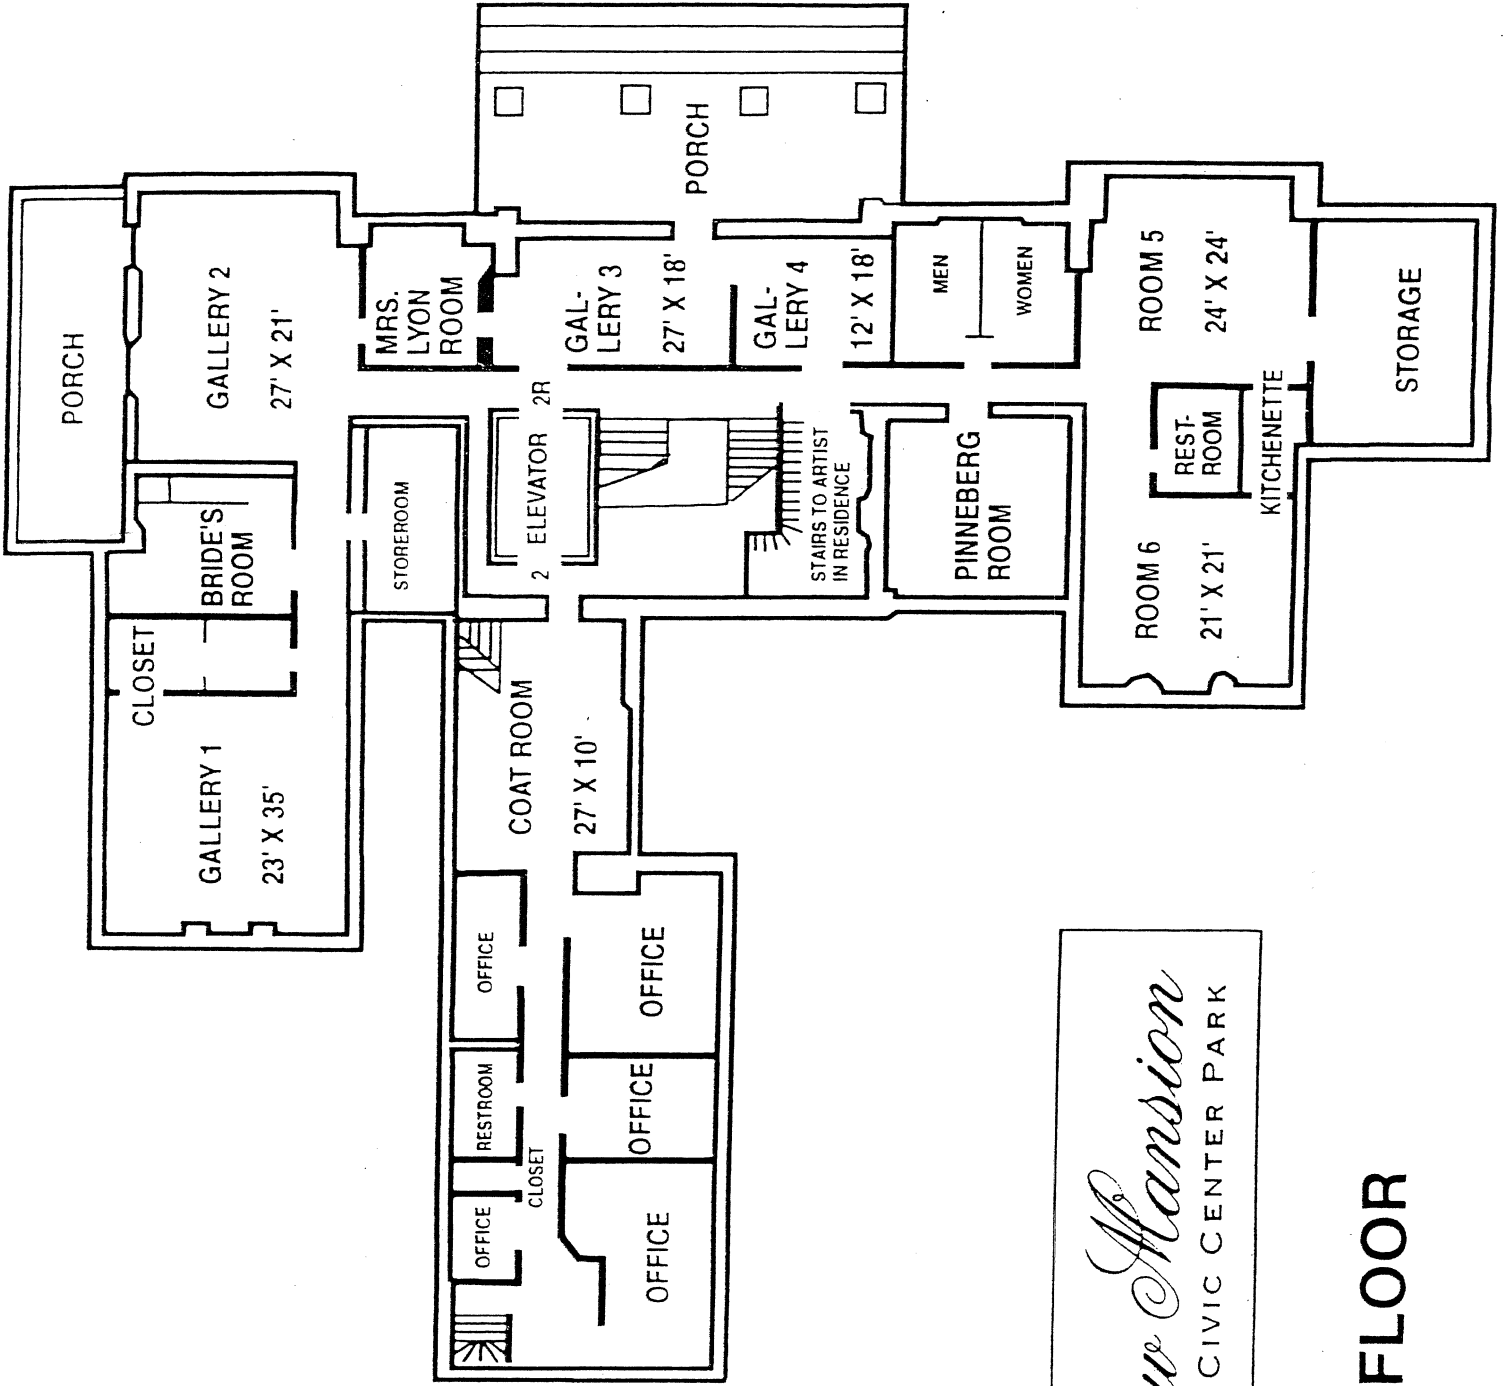 PORCH
GALLERY 2
27' X 21'
MRS.
LYON
ROOM
PORCH
GAL-
LERY 3
27' X 18'
GAL-
LERY 4
12' X 18'
MEN
WOMEN
ROOM 5
24' X 24'
STORAGE
BRIDE'S
ROOM
STOREROOM
2 ELEVATOR 2R
STAIRS TO ARTIST
IN RESIDENCE
PINNEBERG
ROOM
REST-
ROOM
KITCHENETTE
ROOM 6
21' X 21'
CLOSET
GALLERY 1
23' X 35'
COAT ROOM
27' X 10'
OFFICE
OFFICE
RESTROOM
OFFICE
CLOSET
OFFICE
OFFICE
Mansion
CIVIC CENTER PARK
FLOOR